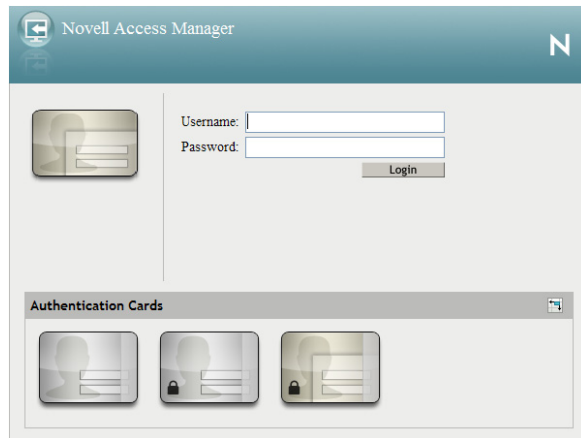 Novell Access Manager
N
Username:
Password:
Login
Authentication Cards